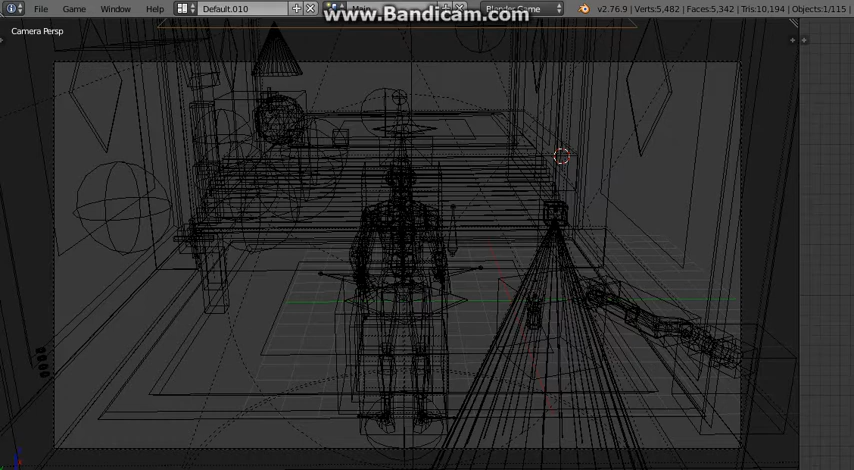 www.Bandicam.com
File Game Window Help Default.010 Blender Game v2.76.9 | Verts:5,482 | Faces:5,342 | Tris:10,194 | Objects:1/115 |
Camera Persp